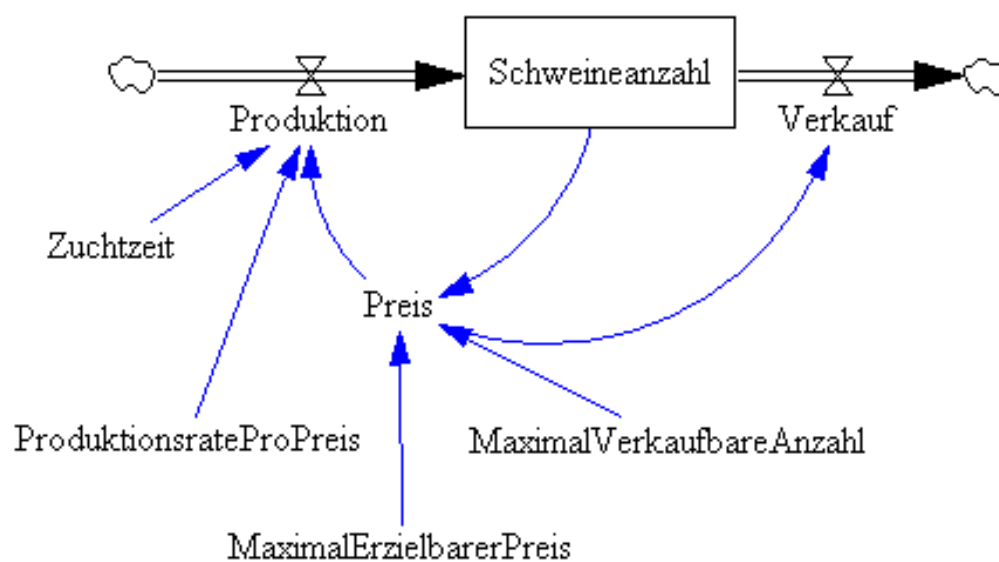 Schweineanzahl
Produktion
Verkauf
Zuchtzeit
Preis
ProduktionsrateProPreis
MaximalVerkaufbareAnzahl
MaximalErzielbarerPreis